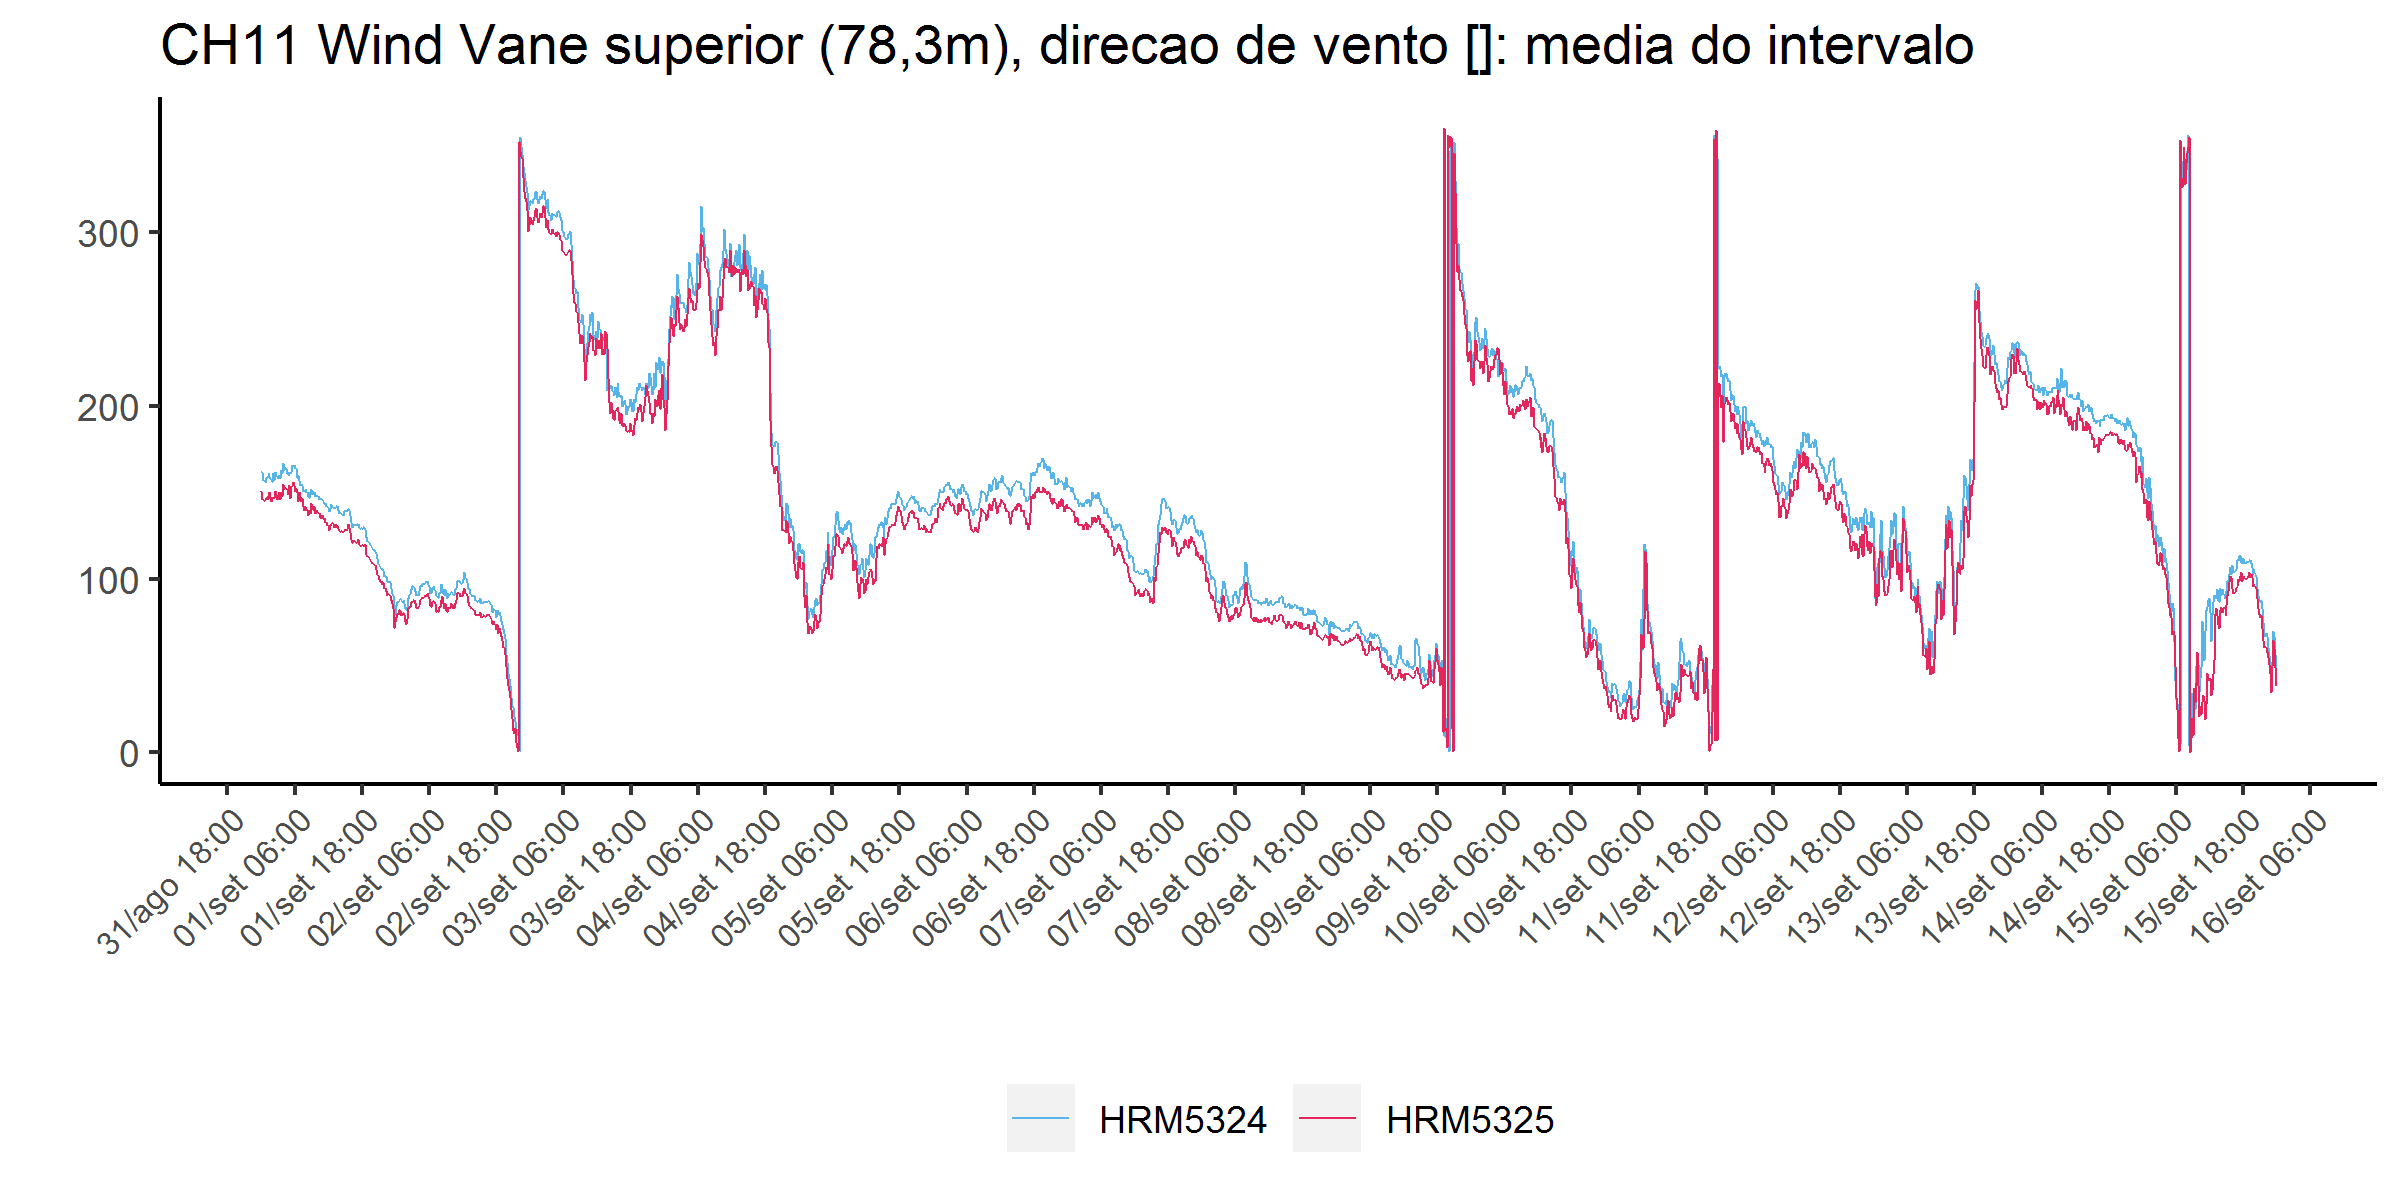 CH11 Wind Vane superior (78,3m), direcao de vento []: media do intervalo
300
200
100
0
31/ago 18:00
01/set 06:00
01/set 18:00
02/set 06:00
02/set 18:00
03/set 06:00
03/set 18:00
04/set 06:00
04/set 18:00
05/set 06:00
05/set 18:00
06/set 06:00
06/set 18:00
07/set 06:00
07/set 18:00
08/set 06:00
08/set 18:00
09/set 06:00
09/set 18:00
10/set 06:00
10/set 18:00
11/set 06:00
11/set 18:00
12/set 06:00
12/set 18:00
13/set 06:00
13/set 18:00
14/set 06:00
14/set 18:00
15/set 06:00
15/set 18:00
16/set 06:00
HRM5324 HRM5325